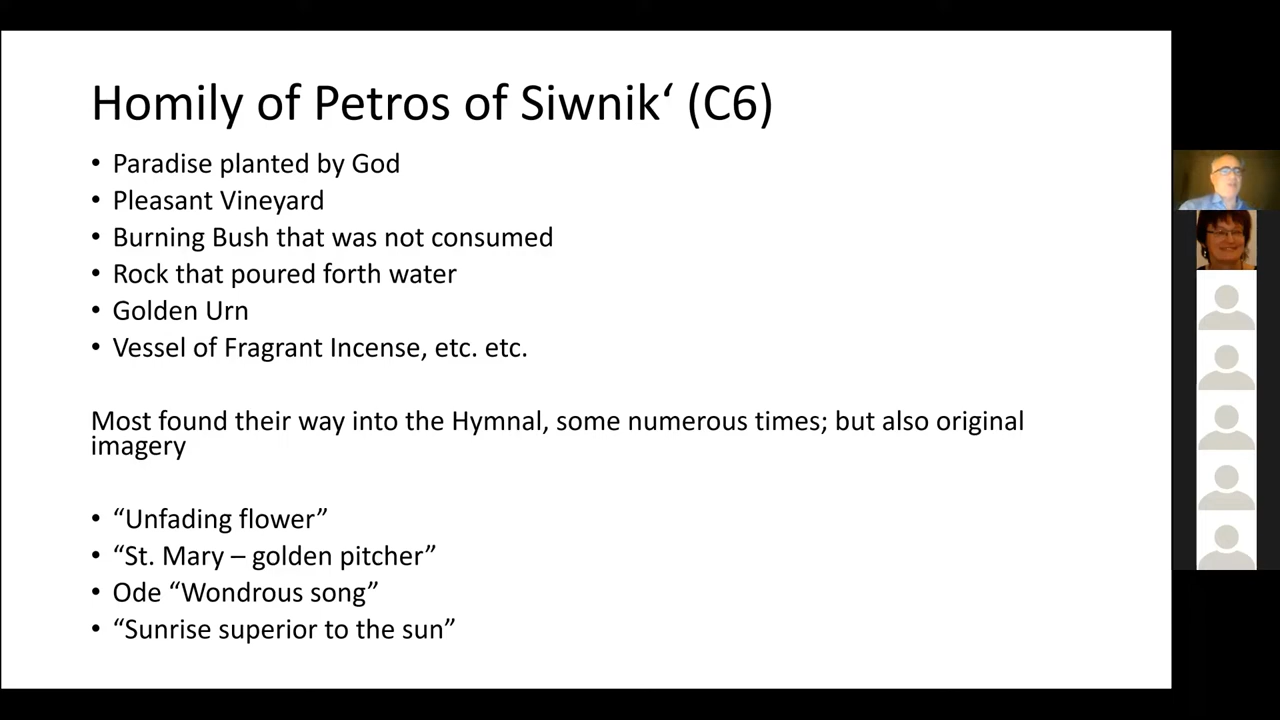 Homily of Petros of Siwnik‘ (C6)
• Paradise planted by God
• Pleasant Vineyard
• Burning Bush that was not consumed
• Rock that poured forth water
• Golden Urn
• Vessel of Fragrant Incense, etc. etc.
Most found their way into the Hymnal, some numerous times; but also original
imagery
• “Unfading flower”
• “St. Mary – golden pitcher”
• Ode “Wondrous song”
• “Sunrise superior to the sun”